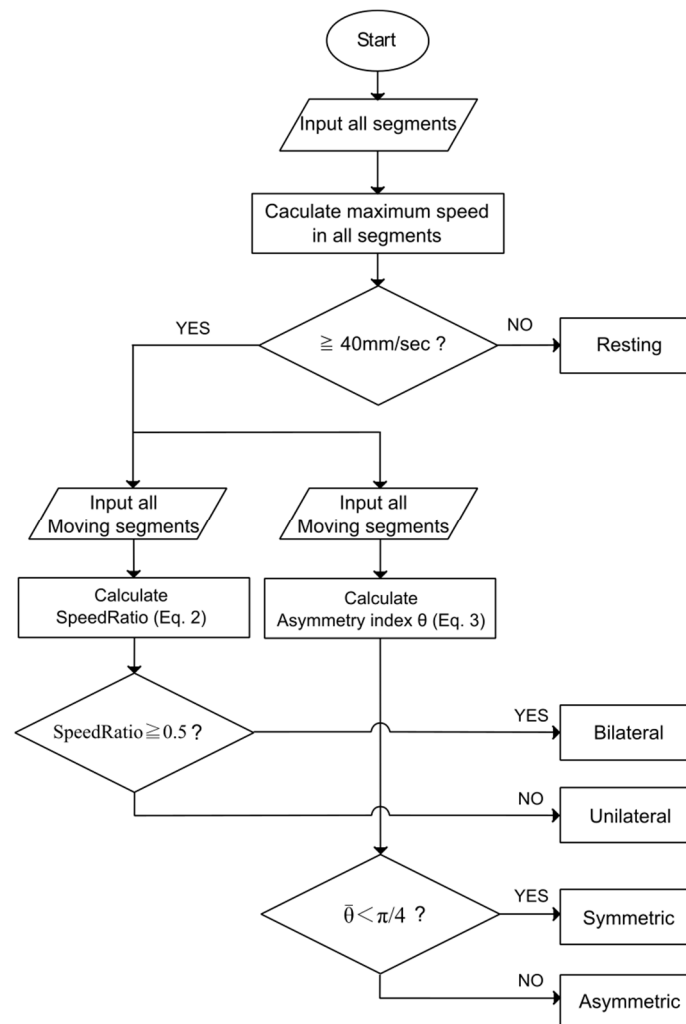 Start
Input all segments
Caculate maximum speed
in all segments
YES
≧ 40mm/sec ?
NO
Resting
Input all
Moving segments
Input all
Moving segments
Calculate
SpeedRatio (Eq. 2)
Calculate
Asymmetry index θ (Eq. 3)
SpeedRatio≧0.5 ?
YES
Bilateral
NO
Unilateral
θ̄<π/4 ?
YES
Symmetric
NO
Asymmetric